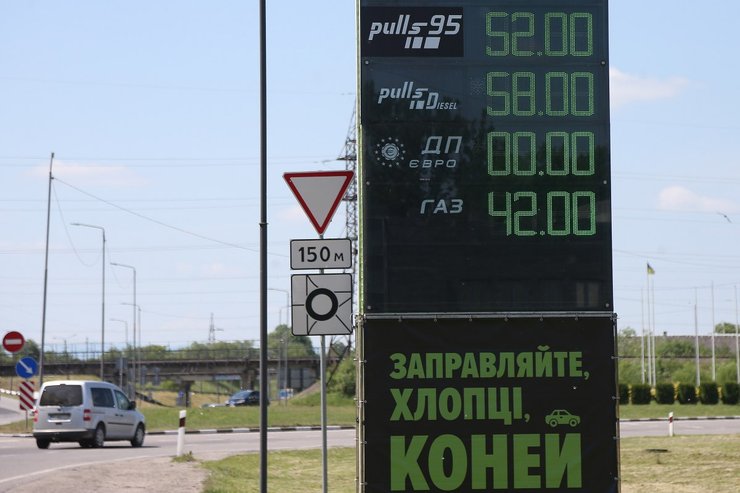 pulls 95 52.00
pulls DIESEL 58.00
ДП ЄВРО 00.00
ГАЗ 42.00
150 м
ЗАПРАВЛЯЙТЕ,
ХЛОПЦІ,
КОНЕЙ